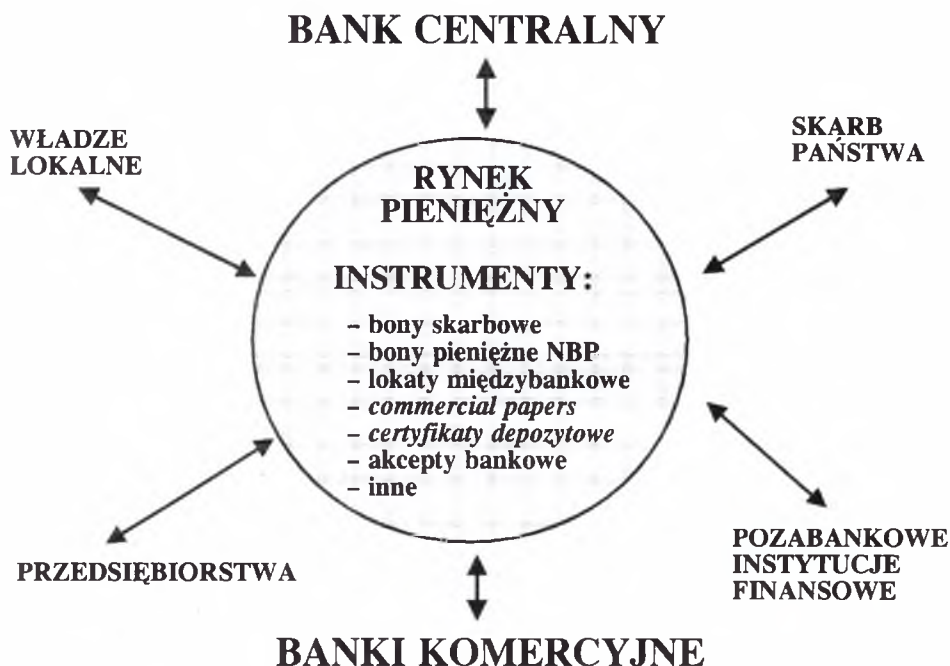 BANK CENTRALNY
WŁADZE
LOKALNE
SKARB
PAŃSTWA
RYNEK
PIENIĘŻNY
INSTRUMENTY:
– bony skarbowe
– bony pieniężne NBP
– lokaty międzybankowe
– commercial papers
– certyfikaty depozytowe
– akcepty bankowe
– inne
PRZEDSIĘBIORSTWA
POZABANKOWE
INSTYTUCJE
FINANSOWE
BANKI KOMERCYJNE